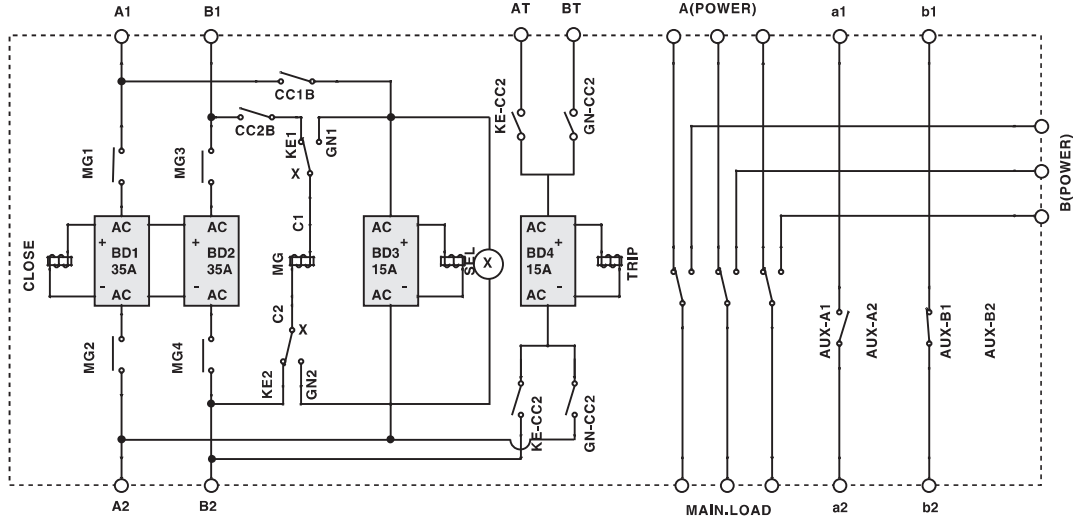 A1
B1
AT
BT
A(POWER)
a1
b1
CC1B
CC2B
KE1
GN1
KE-CC2
GN-CC2
B(POWER)
MG1
MG3
X
C1
CLOSE
AC
+
BD1
35A
-
AC
AC
+
BD2
35A
-
AC
MG
AC
BD3
+
15A
-
AC
SEL
X
AC
BD4
+
15A
-
AC
TRIP
C2
X
MG2
MG4
KE2
GN2
KE-CC2
GN-CC2
AUX-A1
AUX-A2
AUX-B1
AUX-B2
A2
B2
MAIN.LOAD
a2
b2